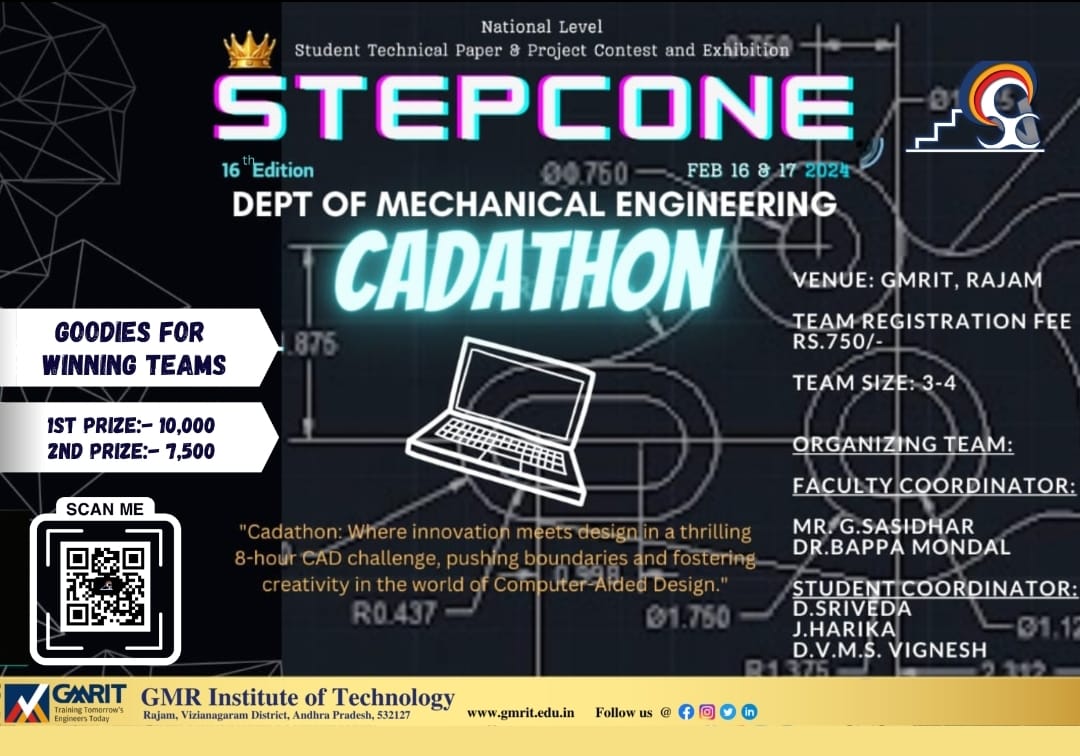 National Level
Student Technical Paper & Project Contest and Exhibition
STEPCONE
16th Edition
FEB 16 & 17 2024
DEPT OF MECHANICAL ENGINEERING
CADATHON
VENUE: GMRIT, RAJAM
TEAM REGISTRATION FEE
RS.750/-
TEAM SIZE: 3-4
GOODIES FOR
WINNING TEAMS
1ST PRIZE:- 10,000
2ND PRIZE:- 7,500
ORGANIZING TEAM:
FACULTY COORDINATOR:
MR. G.SASIDHAR
DR.BAPPA MONDAL
STUDENT COORDINATOR:
D.SRIVEDA
J.HARIKA
D.V.M.S. VIGNESH
SCAN ME
"Cadathon: Where innovation meets design in a thrilling
8-hour CAD challenge, pushing boundaries and fostering
creativity in the world of Computer-Aided Design."
0.750
Ø0.750
.875
R0.437
Ø1.750
Ø1.12
R1.375
2.312
GMRIT
Training Tomorrow's
Engineers Today
GMR Institute of Technology
Rajam, Vizianagaram District, Andhra Pradesh, 532127
www.gmrit.edu.in
Follow us @